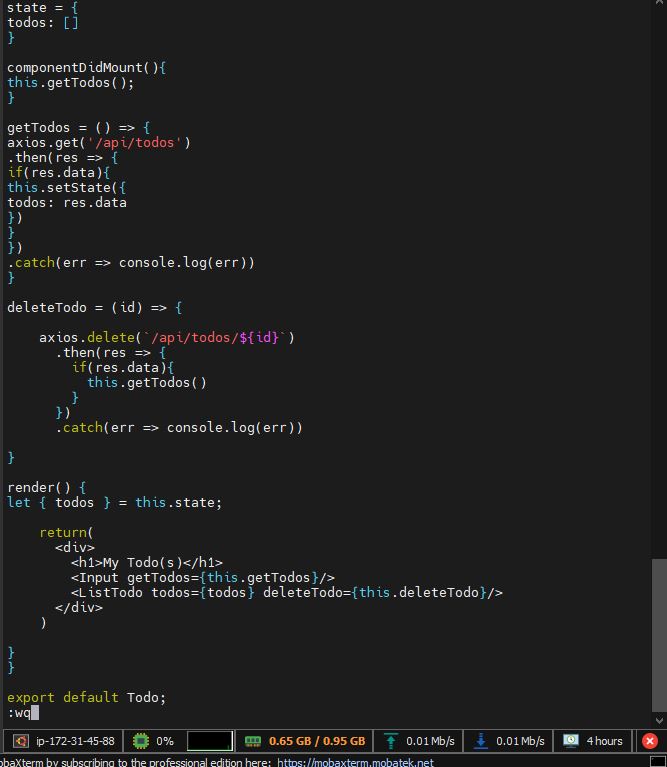 state = {
todos: []
}

componentDidMount(){
this.getTodos();
}

getTodos = () => {
axios.get('/api/todos')
.then(res => {
if(res.data){
this.setState({
todos: res.data
})
}
})
.catch(err => console.log(err))
}

deleteTodo = (id) => {

    axios.delete(`/api/todos/${id}`)
      .then(res => {
        if(res.data){
          this.getTodos()
        }
      })
      .catch(err => console.log(err))

}

render() {
let { todos } = this.state;

    return(
      <div>
        <h1>My Todo(s)</h1>
        <Input getTodos={this.getTodos}/>
        <ListTodo todos={todos} deleteTodo={this.deleteTodo}/>
      </div>
    )

}
}

export default Todo;
:wq
ip-172-31-45-88 0% 0.65 GB / 0.95 GB 0.01 Mb/s 0.01 Mb/s 4 hours
obaXterm by subscribing to the professional edition here: https://mobaxterm.mobatek.net